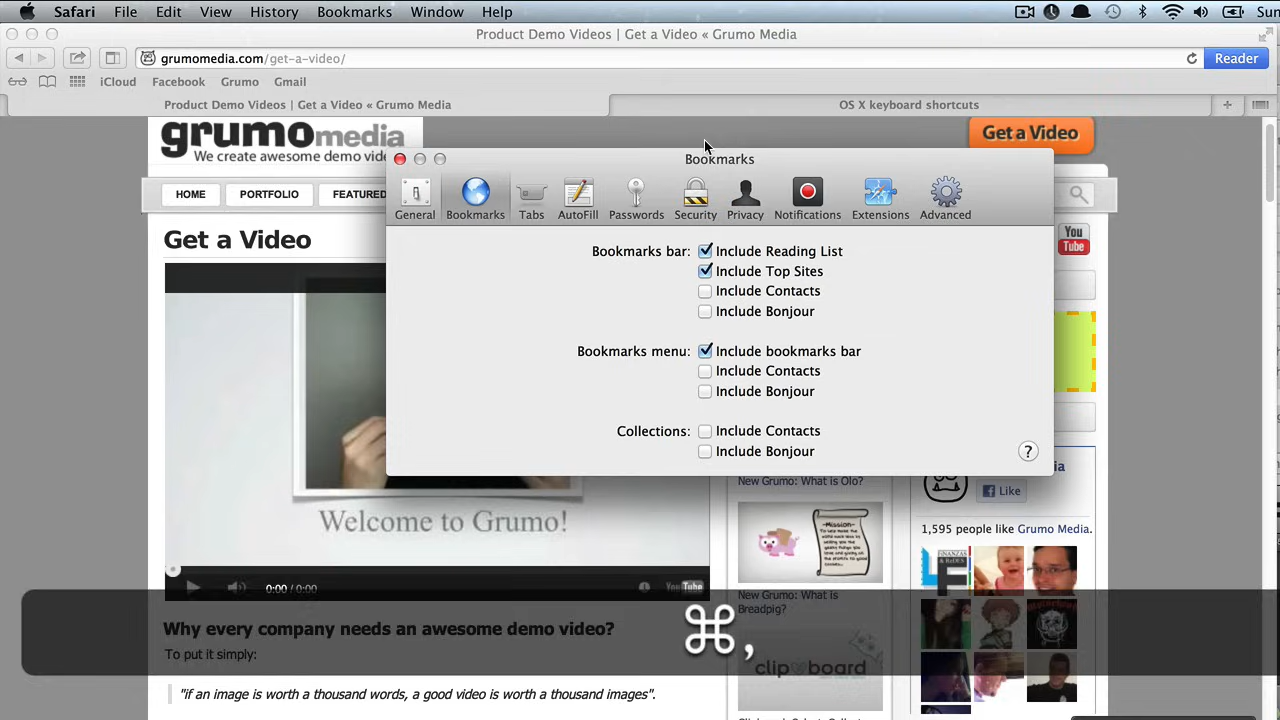 Safari File Edit View History Bookmarks Window Help Sun
Product Demo Videos | Get a Video « Grumo Media
grumomedia.com/get-a-video/ Reader
iCloud Facebook Grumo Gmail
Product Demo Videos | Get a Video « Grumo Media OS X keyboard shortcuts
grumomedia
We create awesome demo vide
Get a Video
HOME PORTFOLIO FEATURED
Bookmarks
General Bookmarks Tabs AutoFill Passwords Security Privacy Notifications Extensions Advanced
Bookmarks bar: Include Reading List
Include Top Sites
Include Contacts
Include Bonjour
Bookmarks menu: Include bookmarks bar
Include Contacts
Include Bonjour
Collections: Include Contacts
Include Bonjour
?
Get a Video
You Tube
Welcome to Grumo!
0:00 / 0:00 YouTube
New Grumo: What is Olo?
Mission:
New Grumo: What is
Breadpig?
clipboard
ia
Like
1,595 people like Grumo Media.
FINANZAS
LF
⌘,
Why every company needs an awesome demo video?
To put it simply:
"if an image is worth a thousand words, a good video is worth a thousand images".